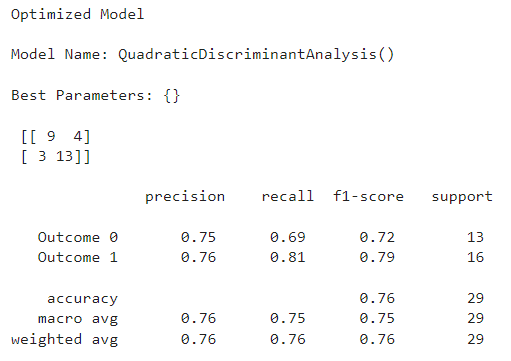 Optimized Model
Model Name: QuadraticDiscriminantAnalysis()
Best Parameters: {}
[[ 9  4]
[ 3 13]]
precision    recall  f1-score   support
Outcome 0       0.75      0.69      0.72        13
Outcome 1       0.76      0.81      0.79        16
accuracy                           0.76        29
macro avg       0.76      0.75      0.75        29
weighted avg       0.76      0.76      0.76        29